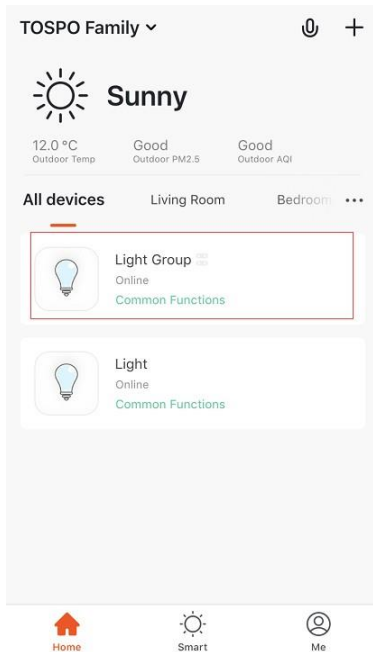 TOSPO Family
Sunny
12.0 °C Good Good
Outdoor Temp Outdoor PM2.5 Outdoor AQI
All devices Living Room Bedroom
Light Group
Online
Common Functions
Light
Online
Common Functions
Home Smart Me